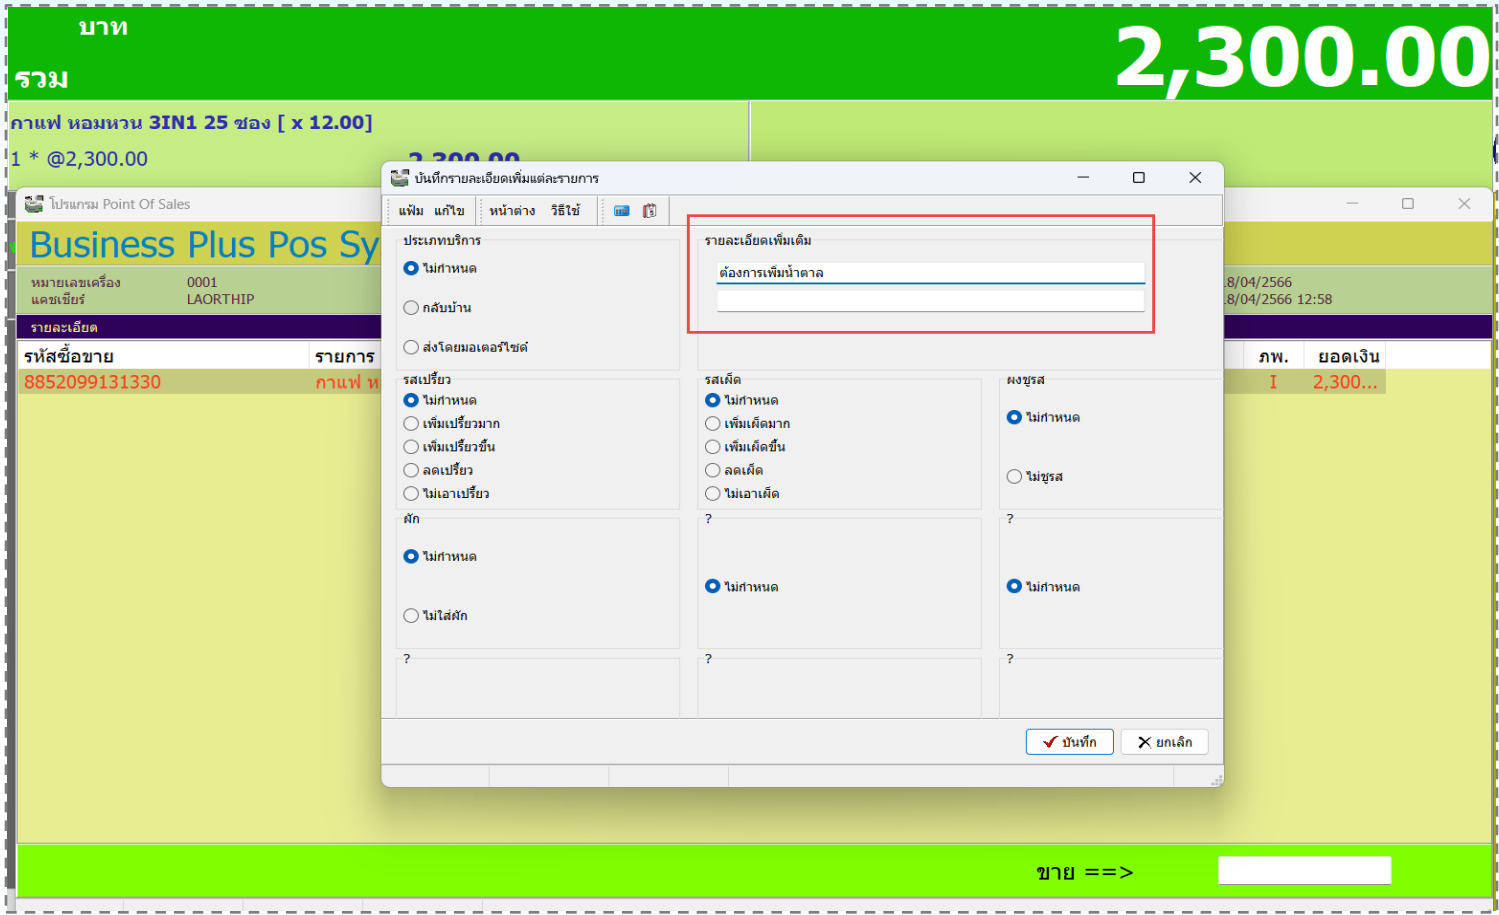 บาท
รวม
2,300.00
กาแฟ หอมหวาน 3IN1 25 ซอง [ x 12.00]
1 * @2,300.00
2,300.00
โปรแกรม Point Of Sales
Business Plus Pos Sy
หมายเลขเครื่อง 0001
แคชเชียร์ LAORTHIP
8/04/2566
8/04/2566 12:58
รายละเอียด
รหัสซื้อขาย รายการ ภพ. ยอดเงิน
8852099131330 กาแฟ ห I 2,300...
บันทึกรายละเอียดเพิ่มแต่ละรายการ
แฟ้ม แก้ไข หน้าต่าง วิธีใช้
ประเภทบริการ
ไม่กำหนด
กลับบ้าน
ส่งโดยมอเตอร์ไซด์
รายละเอียดเพิ่มเติม
ต้องการเพิ่มน้ำตาล
รสเปรี้ยว
ไม่กำหนด
เพิ่มเปรี้ยวมาก
เพิ่มเปรี้ยวขึ้น
ลดเปรี้ยว
ไม่เอาเปรี้ยว
รสเผ็ด
ไม่กำหนด
เพิ่มเผ็ดมาก
เพิ่มเผ็ดขึ้น
ลดเผ็ด
ไม่เอาเผ็ด
ผงชูรส
ไม่กำหนด
ไม่ชูรส
ผัก
ไม่กำหนด
ไม่ใส่ผัก
?
ไม่กำหนด
?
ไม่กำหนด
?
?
?
บันทึก
ยกเลิก
ขาย ==>